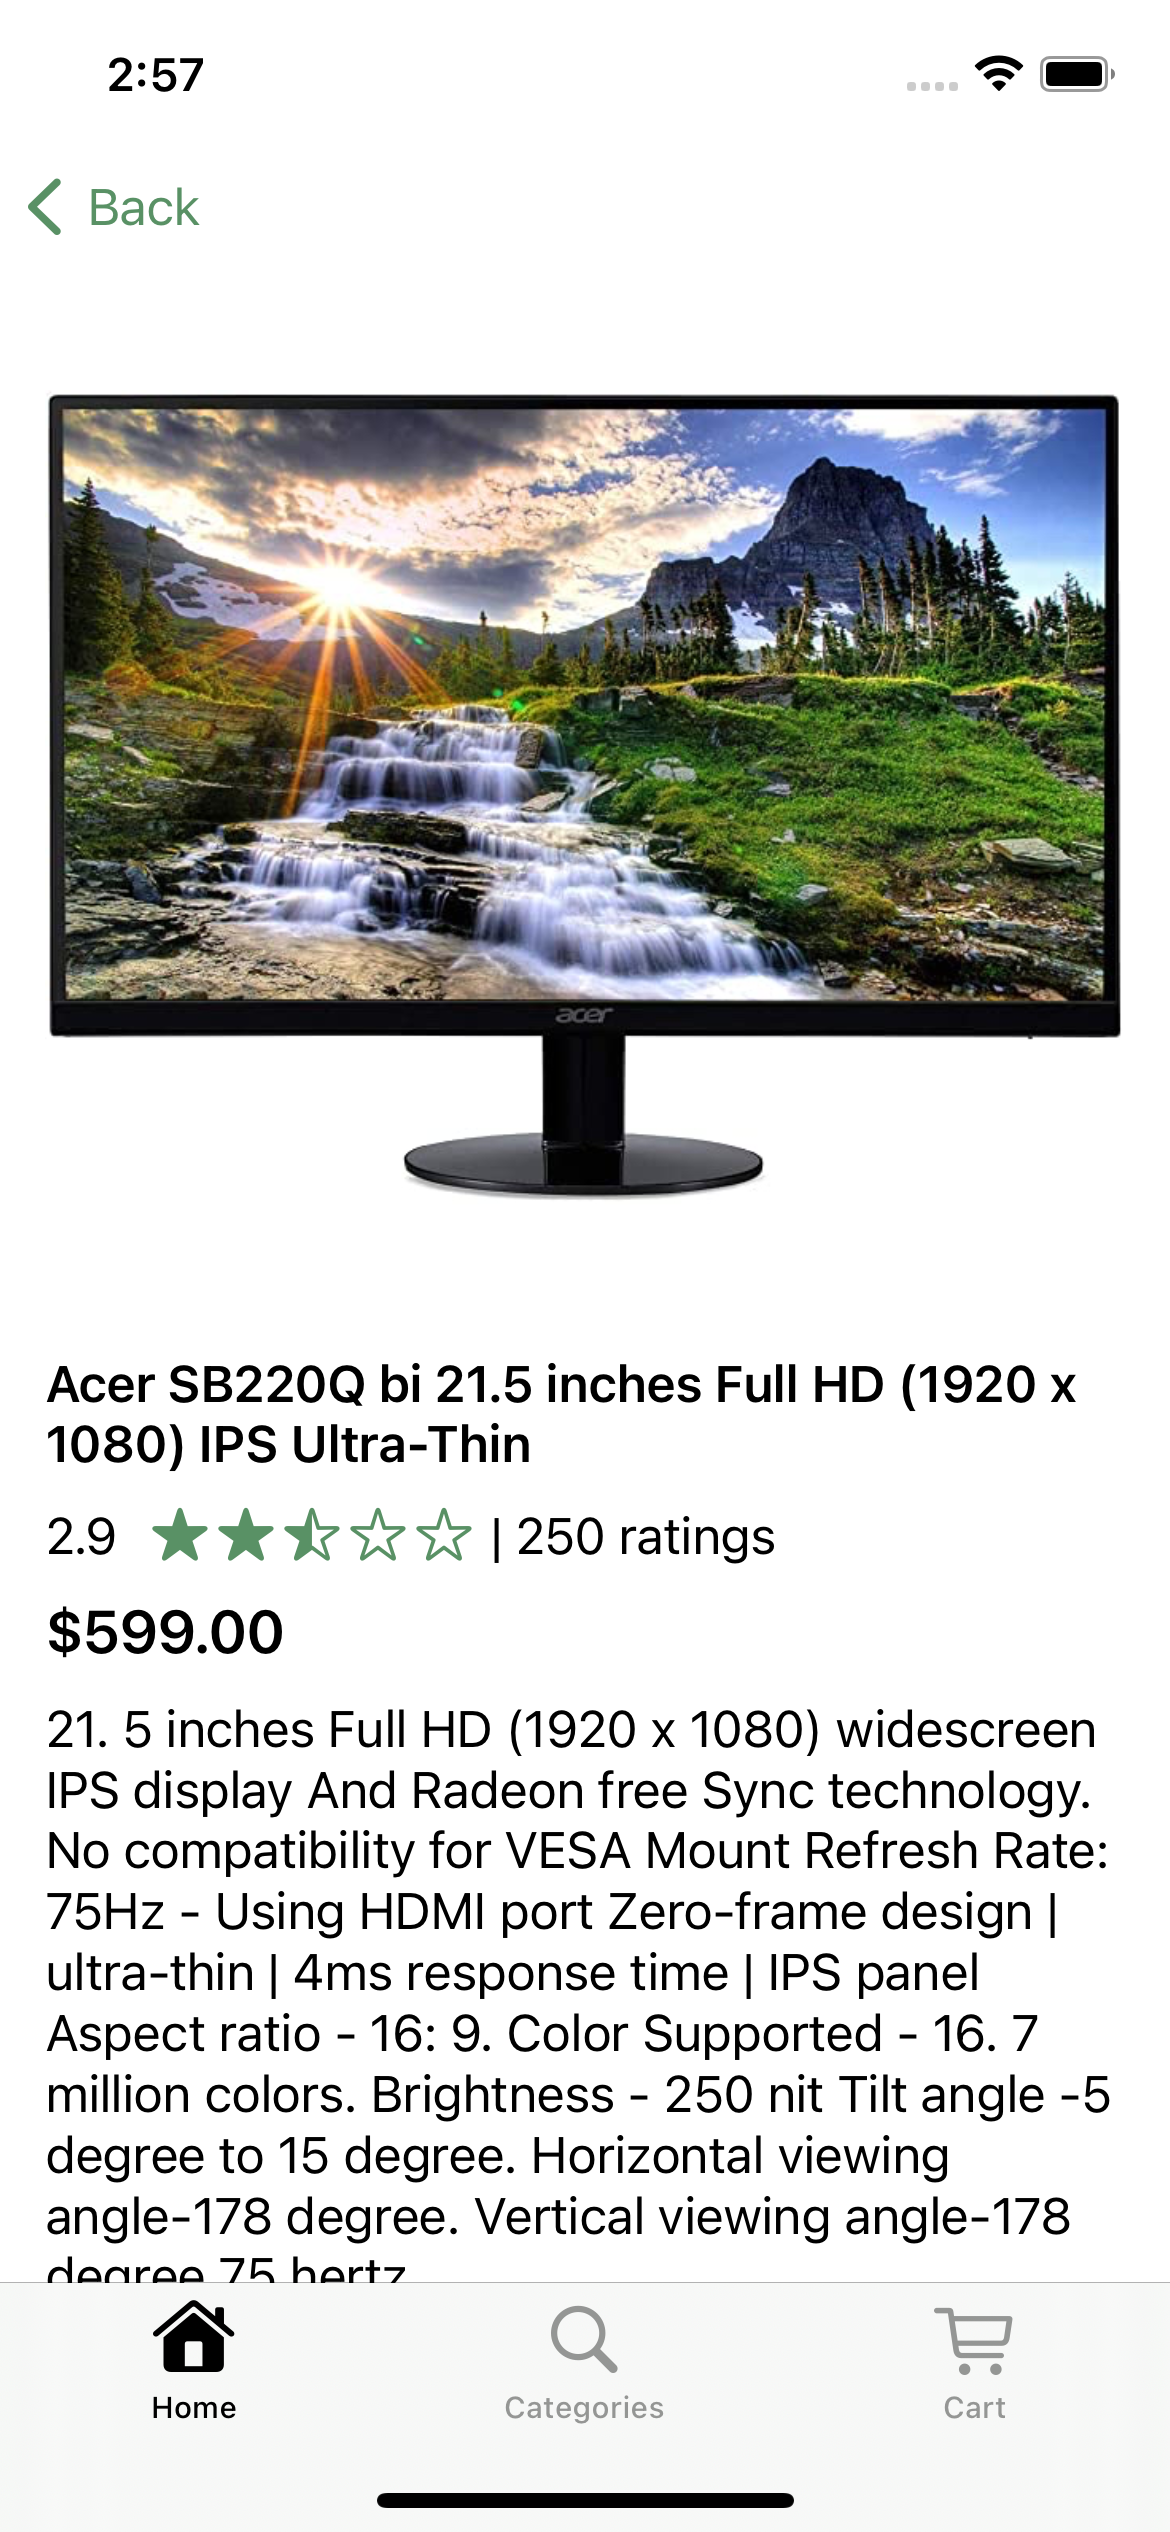 2:57
Back
acer
Acer SB220Q bi 21.5 inches Full HD (1920 x
1080) IPS Ultra-Thin
2.9 | 250 ratings
$599.00
21. 5 inches Full HD (1920 x 1080) widescreen
IPS display And Radeon free Sync technology.
No compatibility for VESA Mount Refresh Rate:
75Hz - Using HDMI port Zero-frame design |
ultra-thin | 4ms response time | IPS panel
Aspect ratio - 16: 9. Color Supported - 16. 7
million colors. Brightness - 250 nit Tilt angle -5
degree to 15 degree. Horizontal viewing
angle-178 degree. Vertical viewing angle-178
degree 75 hertz
Home
Categories
Cart